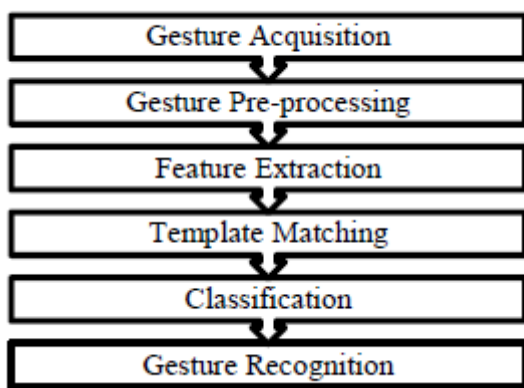 Gesture Acquisition
Gesture Pre-processing
Feature Extraction
Template Matching
Classification
Gesture Recognition